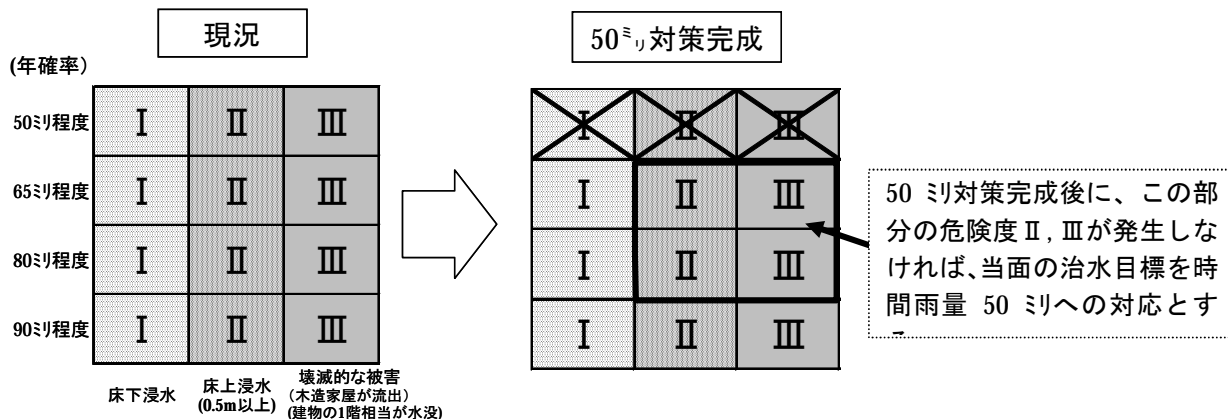 現況
50ミリ対策完成
(年確率)
50ミリ程度 Ⅰ Ⅱ Ⅲ
65ミリ程度 Ⅰ Ⅱ Ⅲ
80ミリ程度 Ⅰ Ⅱ Ⅲ
90ミリ程度 Ⅰ Ⅱ Ⅲ
床下浸水
床上浸水
(0.5m以上)
壊滅的な被害
(木造家屋が流出)
(建物の1階相当が水没)
Ⅰ Ⅱ Ⅲ
Ⅰ Ⅱ Ⅲ
Ⅰ Ⅱ Ⅲ
Ⅰ Ⅱ Ⅲ
50 ミリ対策完成後に、この部
分の危険度Ⅱ,Ⅲが発生しな
ければ、当面の治水目標を時
間雨量 50 ミリへの対応とす